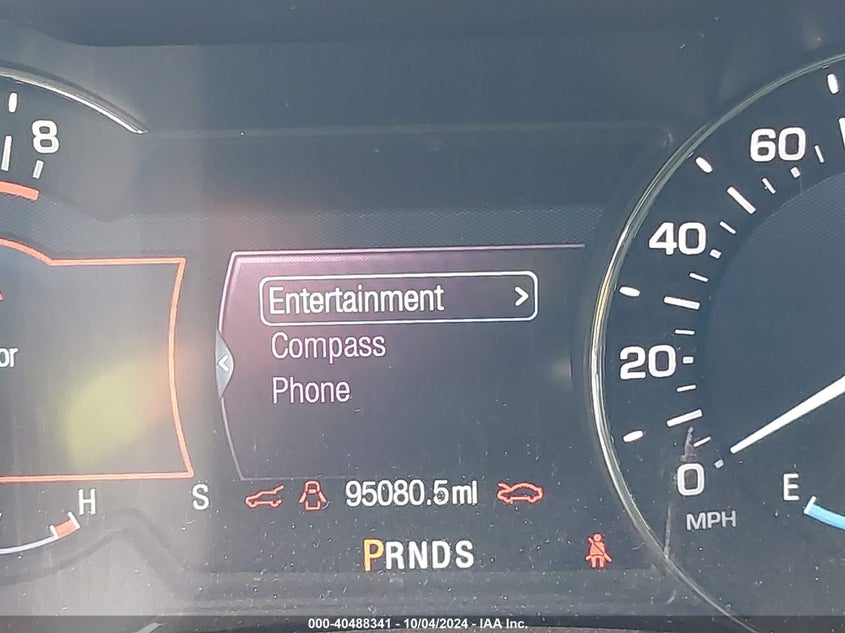 8
60
40
Entertainment >
Compass
or
20
Phone
H
S
95080.5ml
0
E
MPH
PRNDS
000-40488341 - 10/04/2024 - IAA Inc.